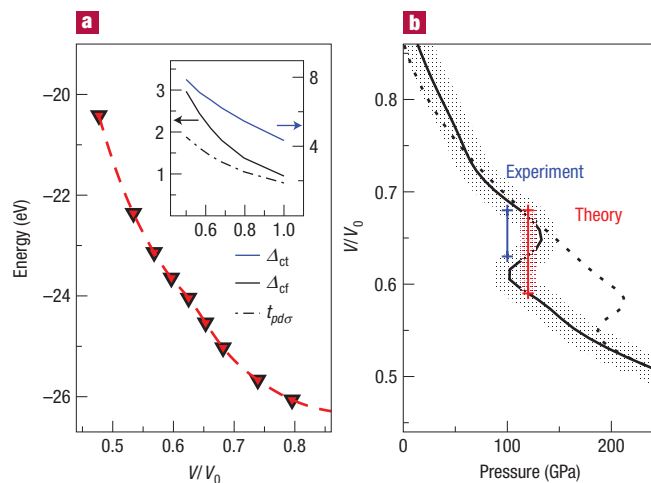 a
−20
−22
−24
−26
Energy (eV)
0.5
0.6
0.7
0.8
V/V0
3
2
1
8
4
0.6
0.8
1.0
Δct
Δcf
tpdσ
b
0.8
0.7
0.6
0.5
V/V0
0
100
200
Pressure (GPa)
Experiment
Theory